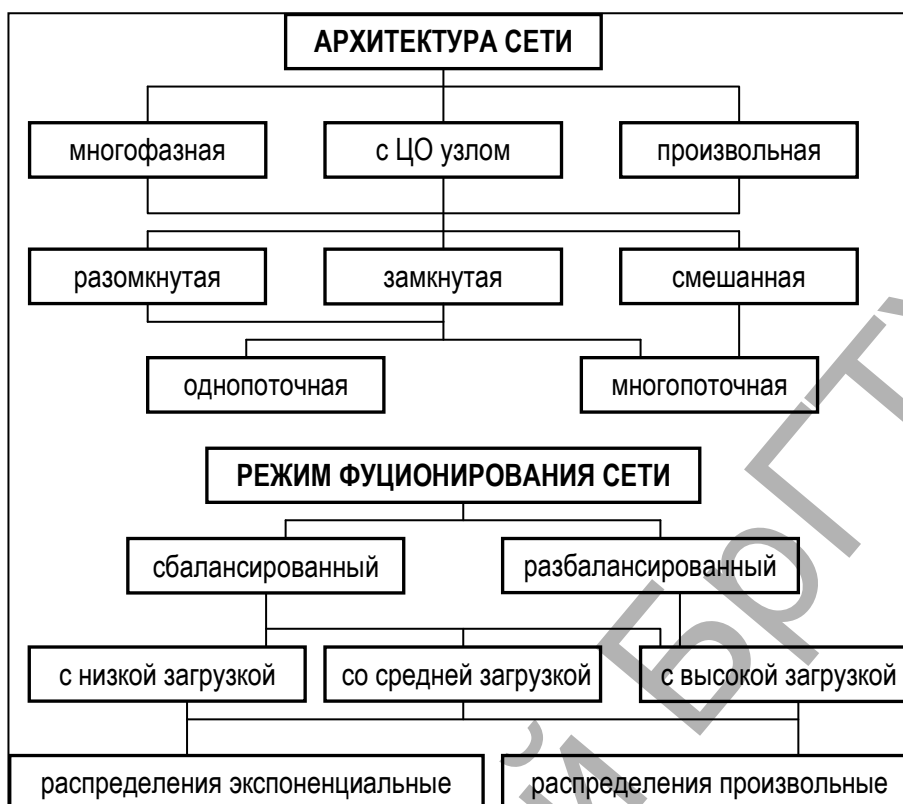 АРХИТЕКТУРА СЕТИ
многофазная
с ЦО узлом
произвольная
разомкнутая
замкнутая
смешанная
однопоточная
многопоточная
РЕЖИМ ФУЦИОНИРОВАНИЯ СЕТИ
сбалансированный
разбалансированный
с низкой загрузкой
со средней загрузкой
с высокой загрузкой
распределения экспоненциальные
распределения произвольные
й БрГТУ